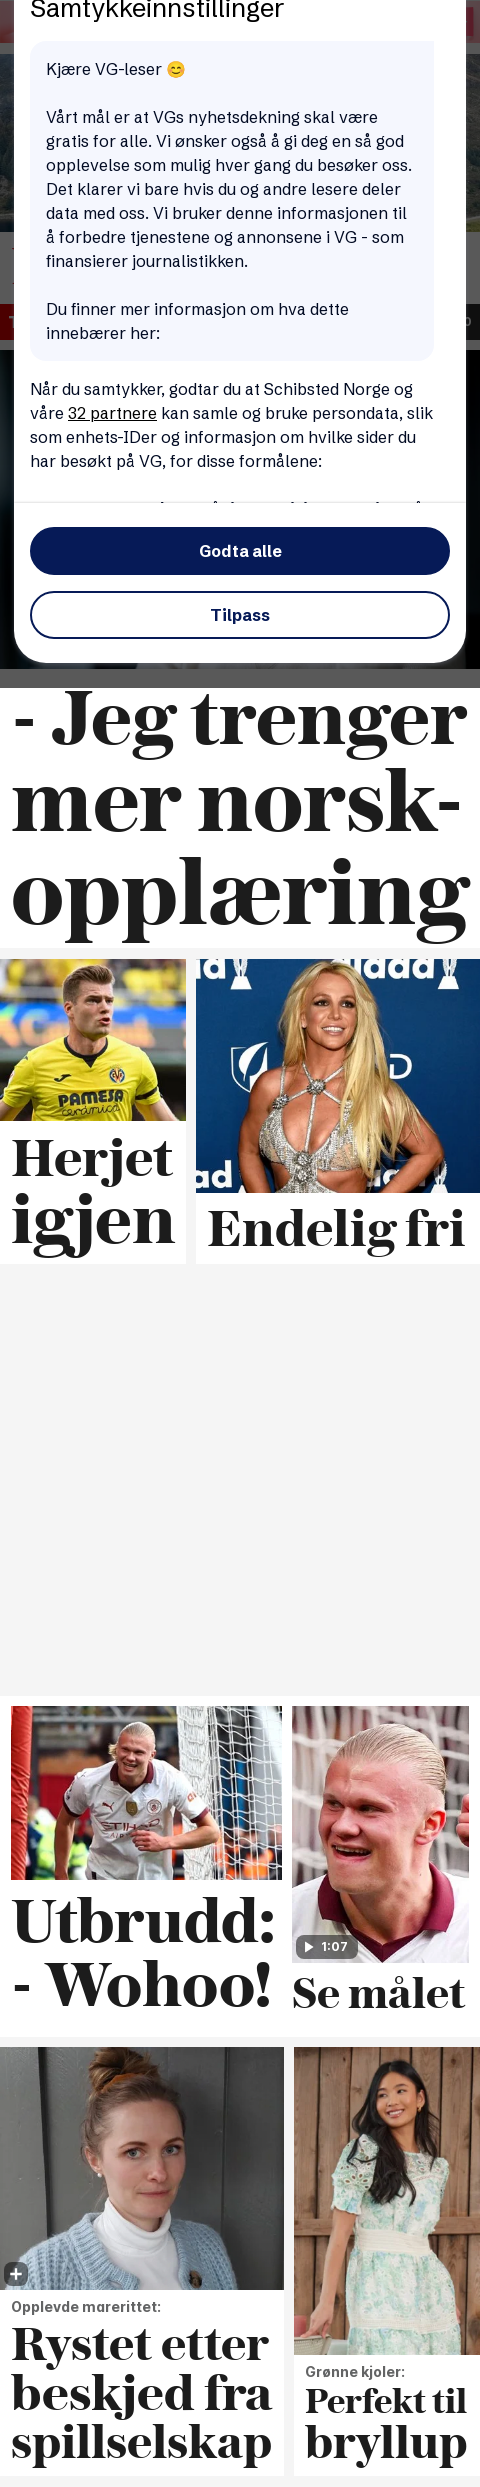 Samtykkeinnstillinger
Kjære VG-leser 😊
Vårt mål er at VGs nyhetsdekning skal være
gratis for alle. Vi ønsker også å gi deg en så god
opplevelse som mulig hver gang du besøker oss.
Det klarer vi bare hvis du og andre lesere deler
data med oss. Vi bruker denne informasjonen til
å forbedre tjenestene og annonsene i VG - som
finansierer journalistikken.
Du finner mer informasjon om hva dette
innebærer her:
Når du samtykker, godtar du at Schibsted Norge og
våre 32 partnere kan samle og bruke persondata, slik
som enhets-IDer og informasjon om hvilke sider du
har besøkt på VG, for disse formålene:
Godta alle
Tilpass
- Jeg trenger
mer norsk-
opplæring
PAMESA
cerámica
Herjet
igjen
glaad
Endelig fri
ETIHAD
Utbrudd:
- Wohoo!
1:07
Se målet
Opplevde marerittet:
Rystet etter
beskjed fra
spillselskap
Grønne kjoler:
Perfekt til
bryllup